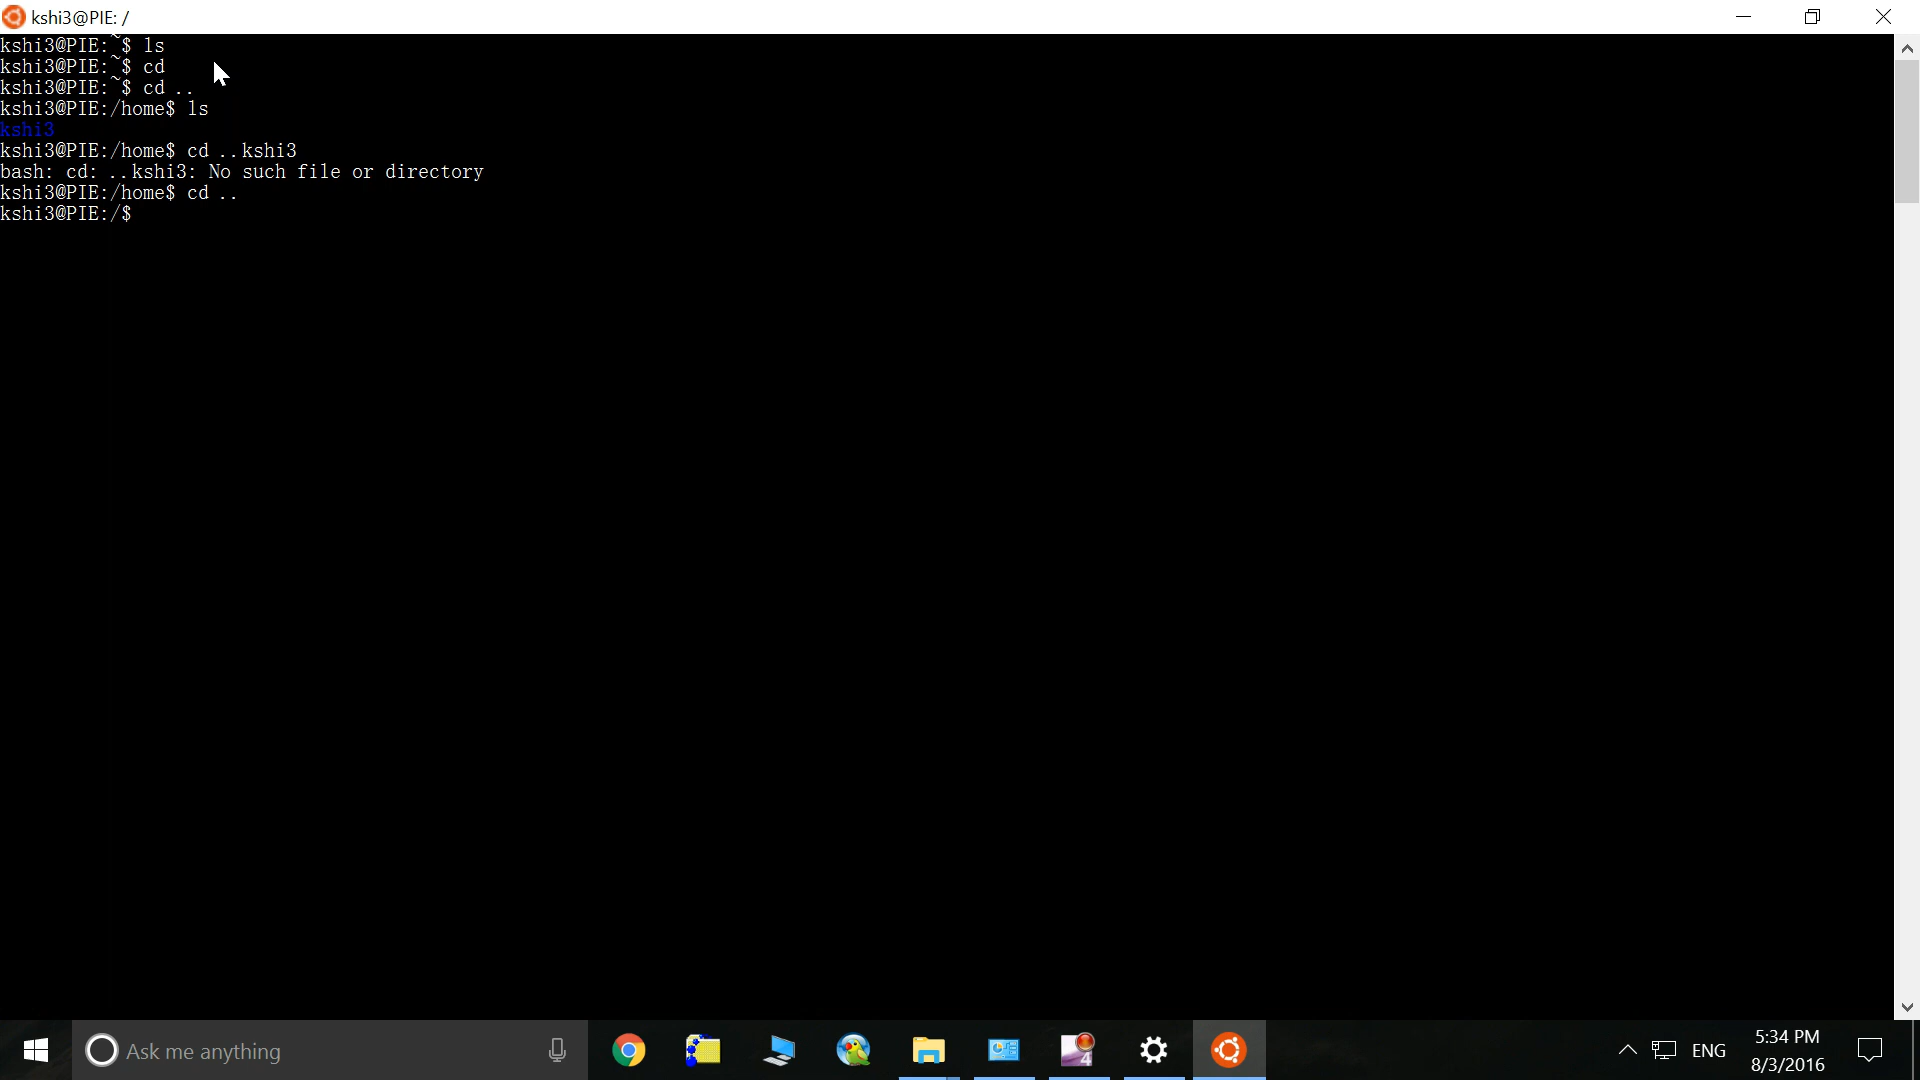 kshi3@PIE: /
kshi3@PIE:~$ ls
kshi3@PIE:~$ cd
kshi3@PIE:~$ cd ..
kshi3@PIE:/home$ ls
kshi3
kshi3@PIE:/home$ cd ..kshi3
bash: cd: ..kshi3: No such file or directory
kshi3@PIE:/home$ cd ..
kshi3@PIE:/$
Ask me anything
4
ENG
5:34 PM
8/3/2016